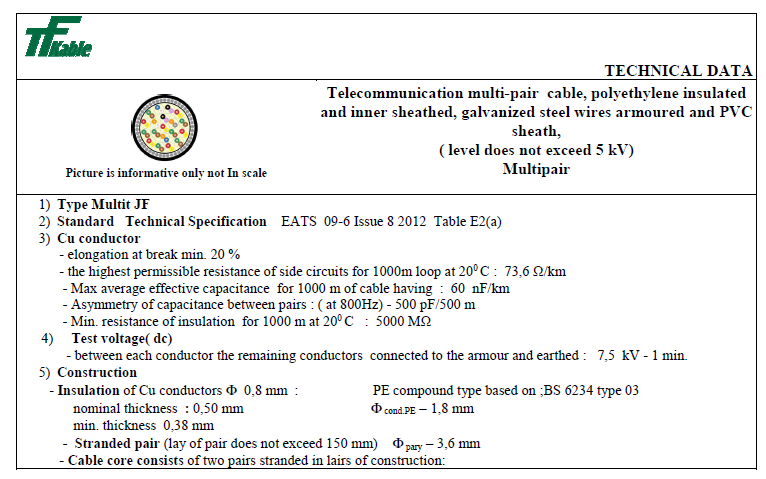 TF Kable
TECHNICAL DATA
Telecommunication multi-pair cable, polyethylene insulated
and inner sheathed, galvanized steel wires armoured and PVC
sheath,
( level does not exceed 5 kV)
Multipair
Picture is informative only not In scale
1) Type Multit JF
2) Standard Technical Specification EATS 09-6 Issue 8 2012 Table E2(a)
3) Cu conductor
- elongation at break min. 20 %
- the highest permissible resistance of side circuits for 1000m loop at 20⁰ C : 73,6 Ω/km
- Max average effective capacitance for 1000 m of cable having : 60 nF/km
- Asymmetry of capacitance between pairs : ( at 800Hz) - 500 pF/500 m
- Min. resistance of insulation for 1000 m at 20⁰ C : 5000 MΩ
4) Test voltage( dc)
- between each conductor the remaining conductors connected to the armour and earthed : 7,5 kV - 1 min.
5) Construction
- Insulation of Cu conductors Φ 0,8 mm : PE compound type based on ;BS 6234 type 03
nominal thickness : 0,50 mm Φ cond.PE – 1,8 mm
min. thickness 0,38 mm
- Stranded pair (lay of pair does not exceed 150 mm) Φ pary – 3,6 mm
- Cable core consists of two pairs stranded in lairs of construction: